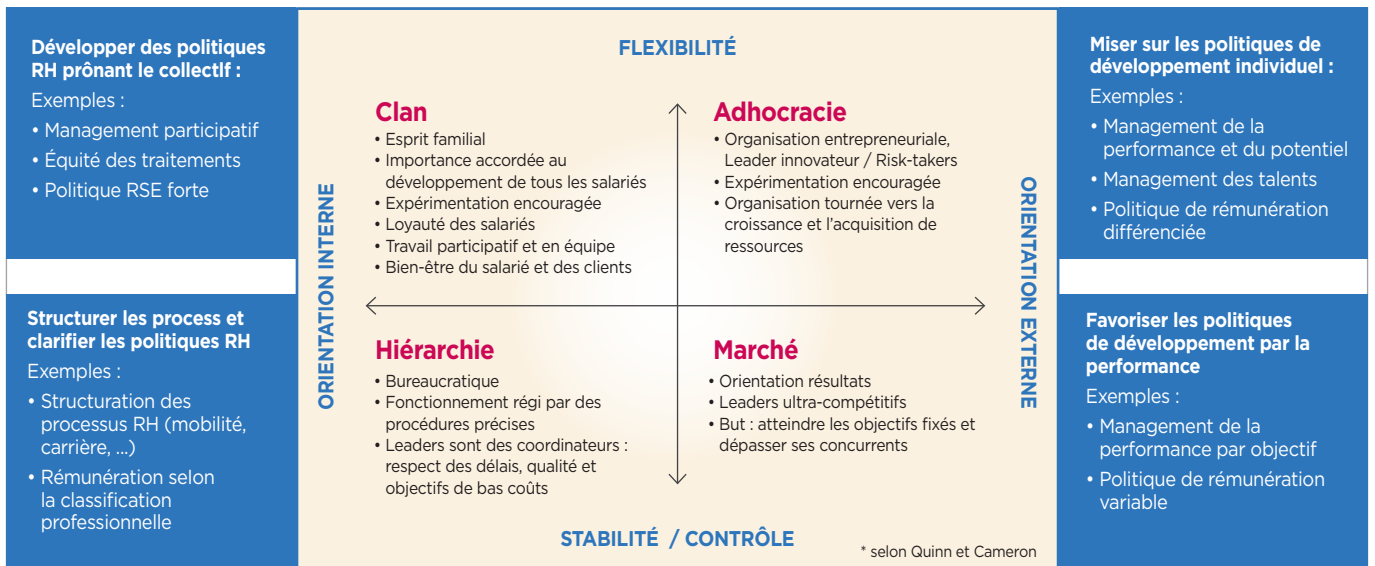 Développer des politiques
RH prônant le collectIf :
Exemples :
• Management participatif
• Équité des traitements
• Politique RSE forte
Structurer les process et
clarifier les politiques RH
Exemples :
• Structuration des
processus RH (mobilité,
carrière, ...)
• Rémunération selon
la classification
professionnelle
ORIENTATION INTERNE
FLEXIBILITÉ
Clan
• Esprit familial
• Importance accordée au
développement de tous les salariés
• Expérimentation encouragée
• Loyauté des salariés
• Travail participatif et en équipe
• Bien-être du salarié et des clients
Adhocracie
• Organisation entrepreneuriale,
Leader innovateur / Risk-takers
• Expérimentation encouragée
• Organisation tournée vers la
croissance et l'acquisition de
ressources
Hiérarchie
• Bureaucratique
• Fonctionnement régi par des
procédures précises
• Leaders sont des coordinateurs :
respect des délais, qualité et
objectifs de bas coûts
Marché
• Orientation résultats
• Leaders ultra-compétitifs
• But : atteindre les objectifs fixés et
dépasser ses concurrents
STABILITÉ / CONTRÔLE
* selon Quinn et Cameron
ORIENTATION EXTERNE
Miser sur les politiques de
développement individuel :
Exemples :
• Management de la
performance et du potentiel
• Management des talents
• Politique de rémunération
différenciée
Favoriser les politiques
de développement par la
performance
Exemples :
• Management de la
performance par objectif
• Politique de rémunération
variable